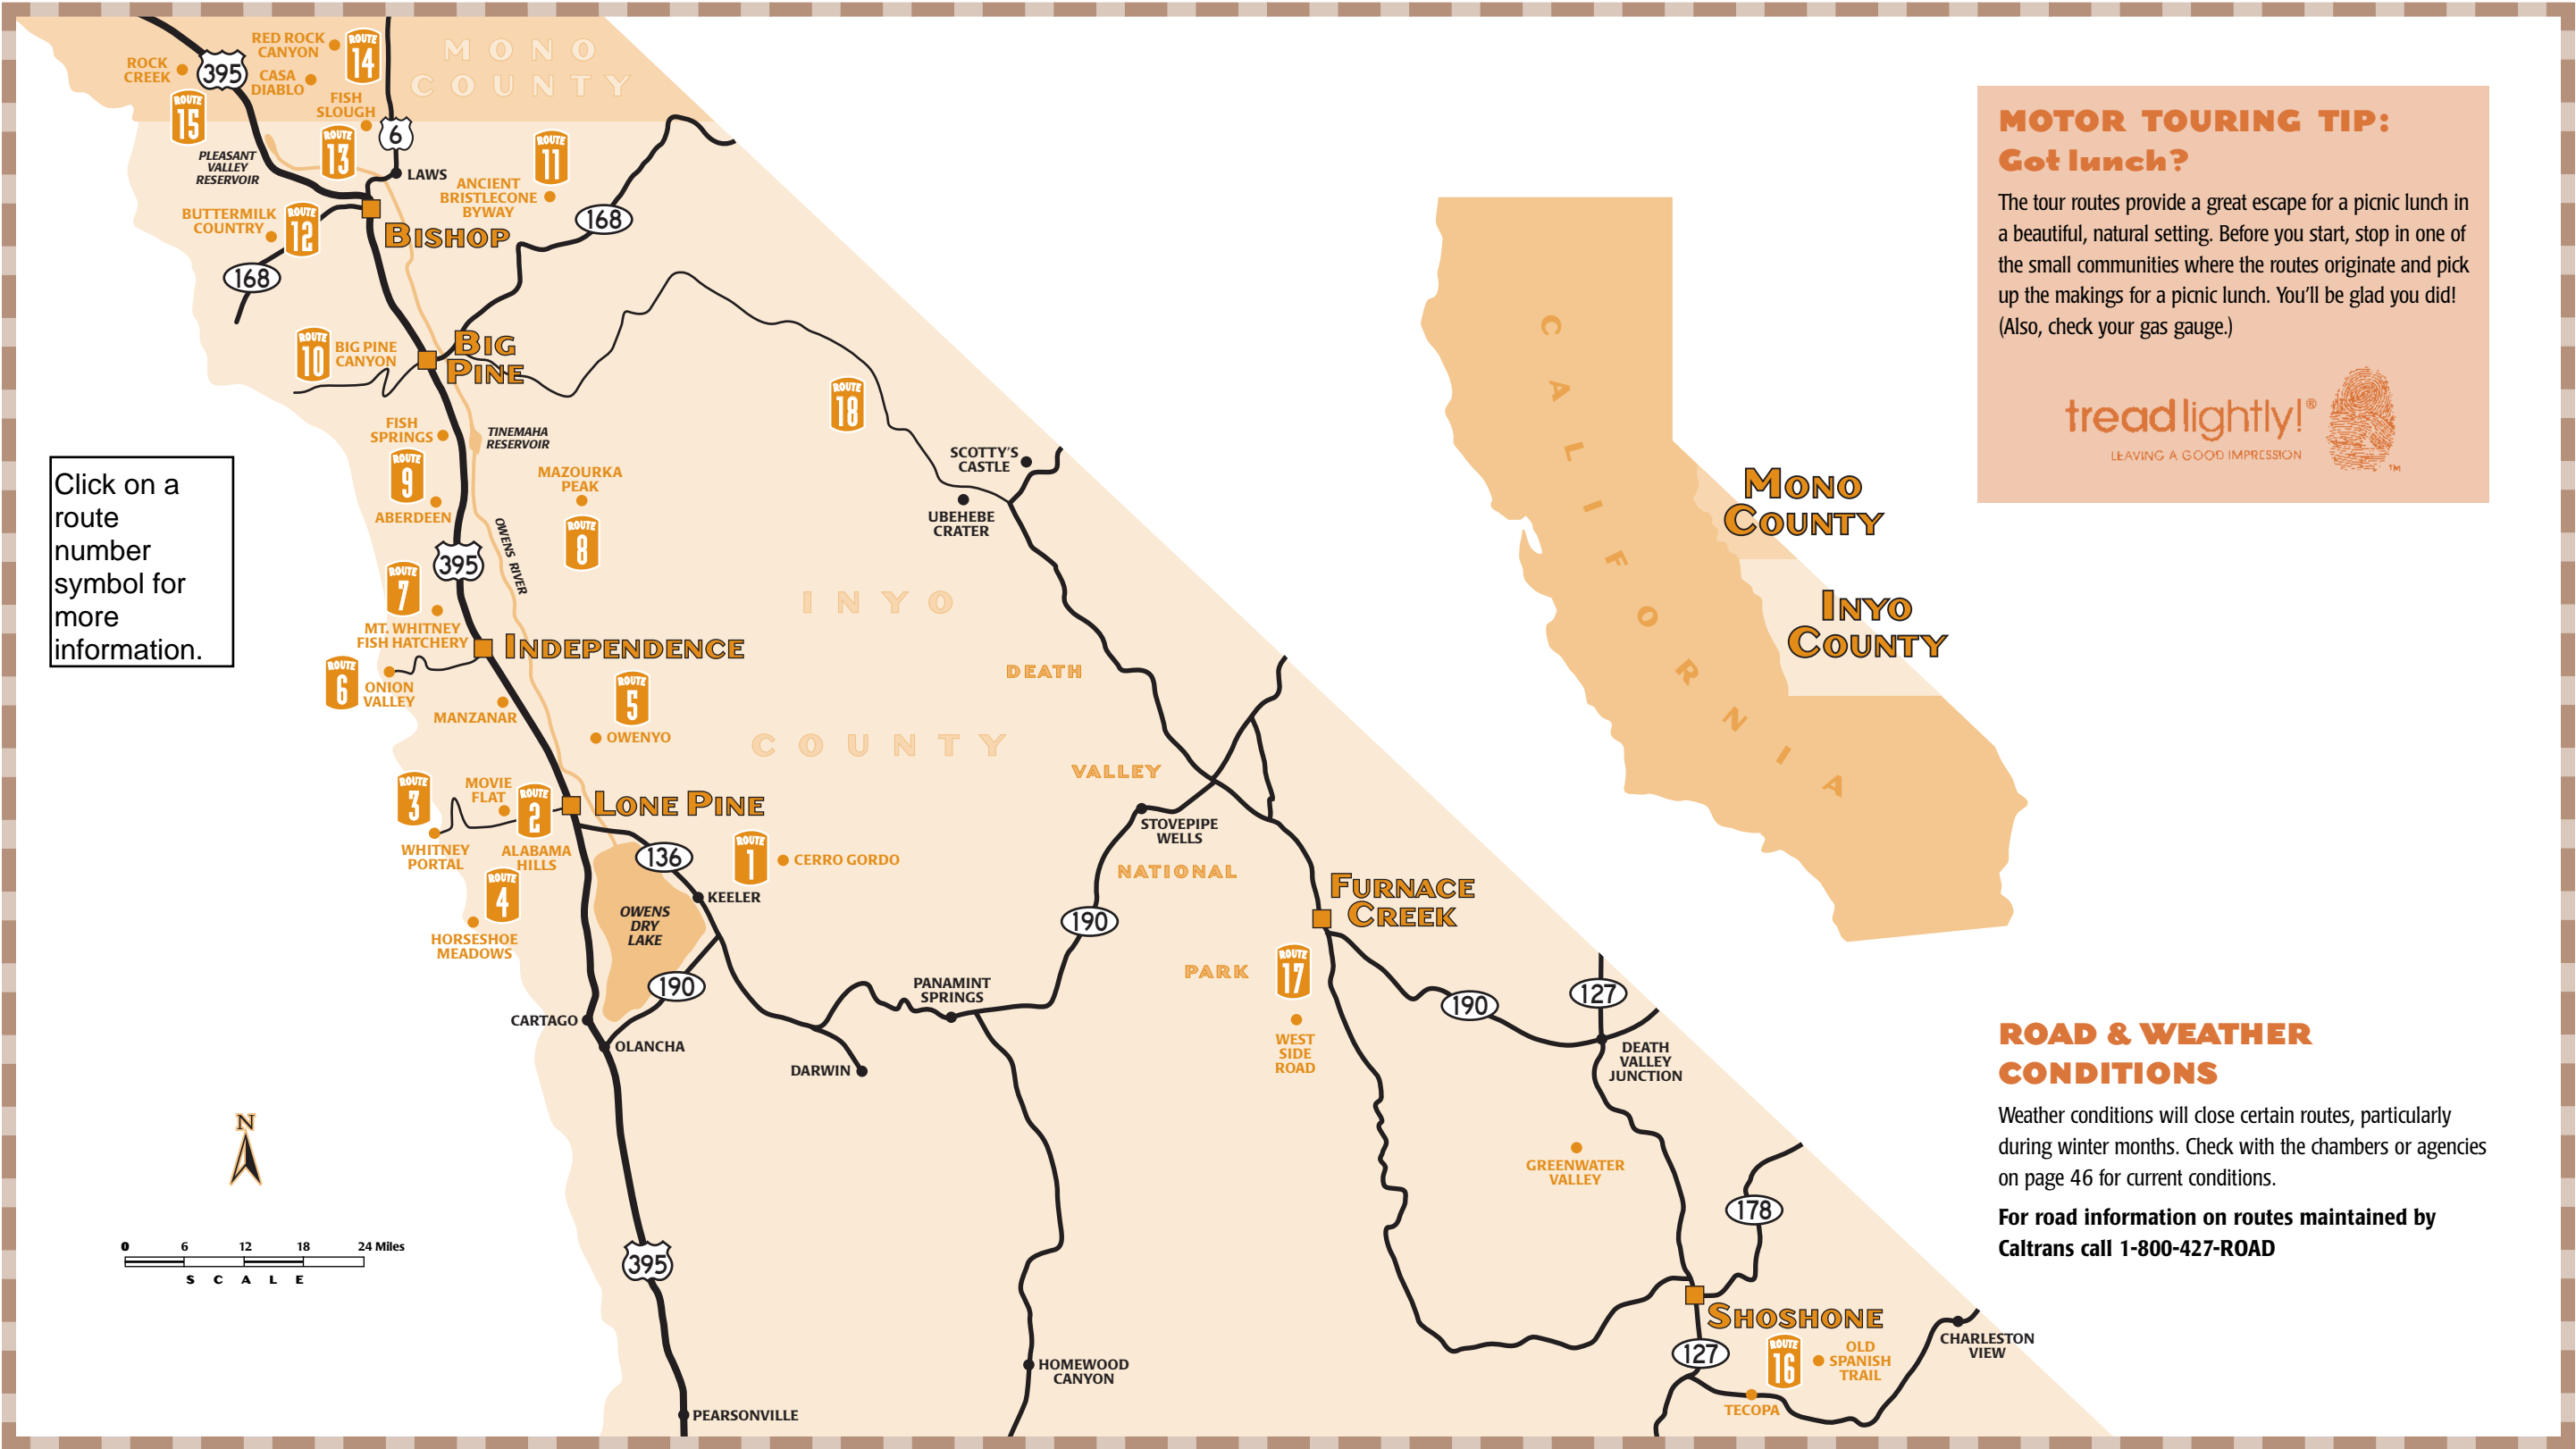 MONO
COUNTY
RED ROCK
CANYON
ROUTE
14
ROCK
CREEK
395
CASA
DIABLO
FISH
SLOUGH
ROUTE
15
6
ROUTE
13
ROUTE
11
PLEASANT
VALLEY
RESERVOIR
LAWS
ANCIENT
BRISTLECONE
BYWAY
BUTTERMILK
COUNTRY
ROUTE
12
168
BISHOP
168
ROUTE
10
BIG PINE
CANYON
BIG
PINE
ROUTE
18
FISH
SPRINGS
TINEMAHA
RESERVOIR
ROUTE
9
ABERDEEN
MAZOURKA
PEAK
ROUTE
8
SCOTTY'S
CASTLE
UBEHEBE
CRATER
Click on a
route
number
symbol for
more
information.
OWENS RIVER
395
ROUTE
7
MT. WHITNEY
FISH HATCHERY
INDEPENDENCE
INYO
COUNTY
ROUTE
6
ONION
VALLEY
MANZANAR
ROUTE
5
OWENYO
DEATH
VALLEY
NATIONAL
PARK
ROUTE
3
MOVIE
FLAT
ROUTE
2
LONE PINE
WHITNEY
PORTAL
ALABAMA
HILLS
136
ROUTE
1
CERRO GORDO
STOVEPIPE
WELLS
ROUTE
4
KEELER
HORSESHOE
MEADOWS
OWENS
DRY
LAKE
190
190
FURNACE
CREEK
ROUTE
17
WEST
SIDE
ROAD
PANAMINT
SPRINGS
CARTAGO
OLANCHA
DARWIN
190
127
DEATH
VALLEY
JUNCTION
GREENWATER
VALLEY
178
N
0 6 12 18 24 Miles
SCALE
395
SHOSHONE
127
ROUTE
16
OLD
SPANISH
TRAIL
TECOPA
CHARLESTON
VIEW
HOMEWOOD
CANYON
PEARSONVILLE
CALIFORNIA
MONO
COUNTY
INYO
COUNTY
MOTOR TOURING TIP:
Got lunch?
The tour routes provide a great escape for a picnic lunch in
a beautiful, natural setting. Before you start, stop in one of
the small communities where the routes originate and pick
up the makings for a picnic lunch. You'll be glad you did!
(Also, check your gas gauge.)
treadlightly!®
LEAVING A GOOD IMPRESSION
TM
ROAD & WEATHER
CONDITIONS
Weather conditions will close certain routes, particularly
during winter months. Check with the chambers or agencies
on page 46 for current conditions.
For road information on routes maintained by
Caltrans call 1-800-427-ROAD